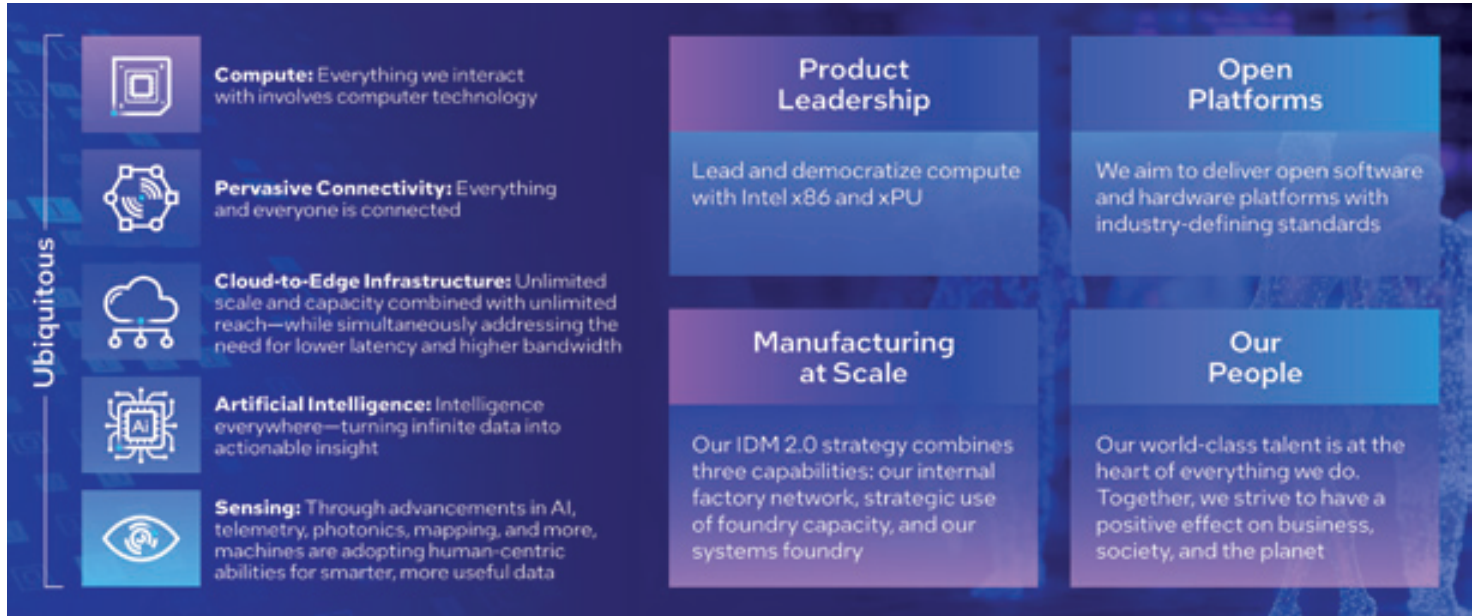 Ubiquitous
Compute: Everything we interact
with involves computer technology
Pervasive Connectivity: Everything
and everyone is connected
Cloud-to-Edge Infrastructure: Unlimited
scale and capacity combined with unlimited
reach—while simultaneously addressing the
need for lower latency and higher bandwidth
Ai
Artificial Intelligence: Intelligence
everywhere—turning infinite data into
actionable insight
Sensing: Through advancements in AI,
telemetry, photonics, mapping, and more,
machines are adopting human-centric
abilities for smarter, more useful data
Product
Leadership
Lead and democratize compute
with Intel x86 and xPU
Open
Platforms
We aim to deliver open software
and hardware platforms with
industry-defining standards
Manufacturing
at Scale
Our IDM 2.0 strategy combines
three capabilities: our internal
factory network, strategic use
of foundry capacity, and our
systems foundry
Our
People
Our world-class talent is at the
heart of everything we do.
Together, we strive to have a
positive effect on business,
society, and the planet